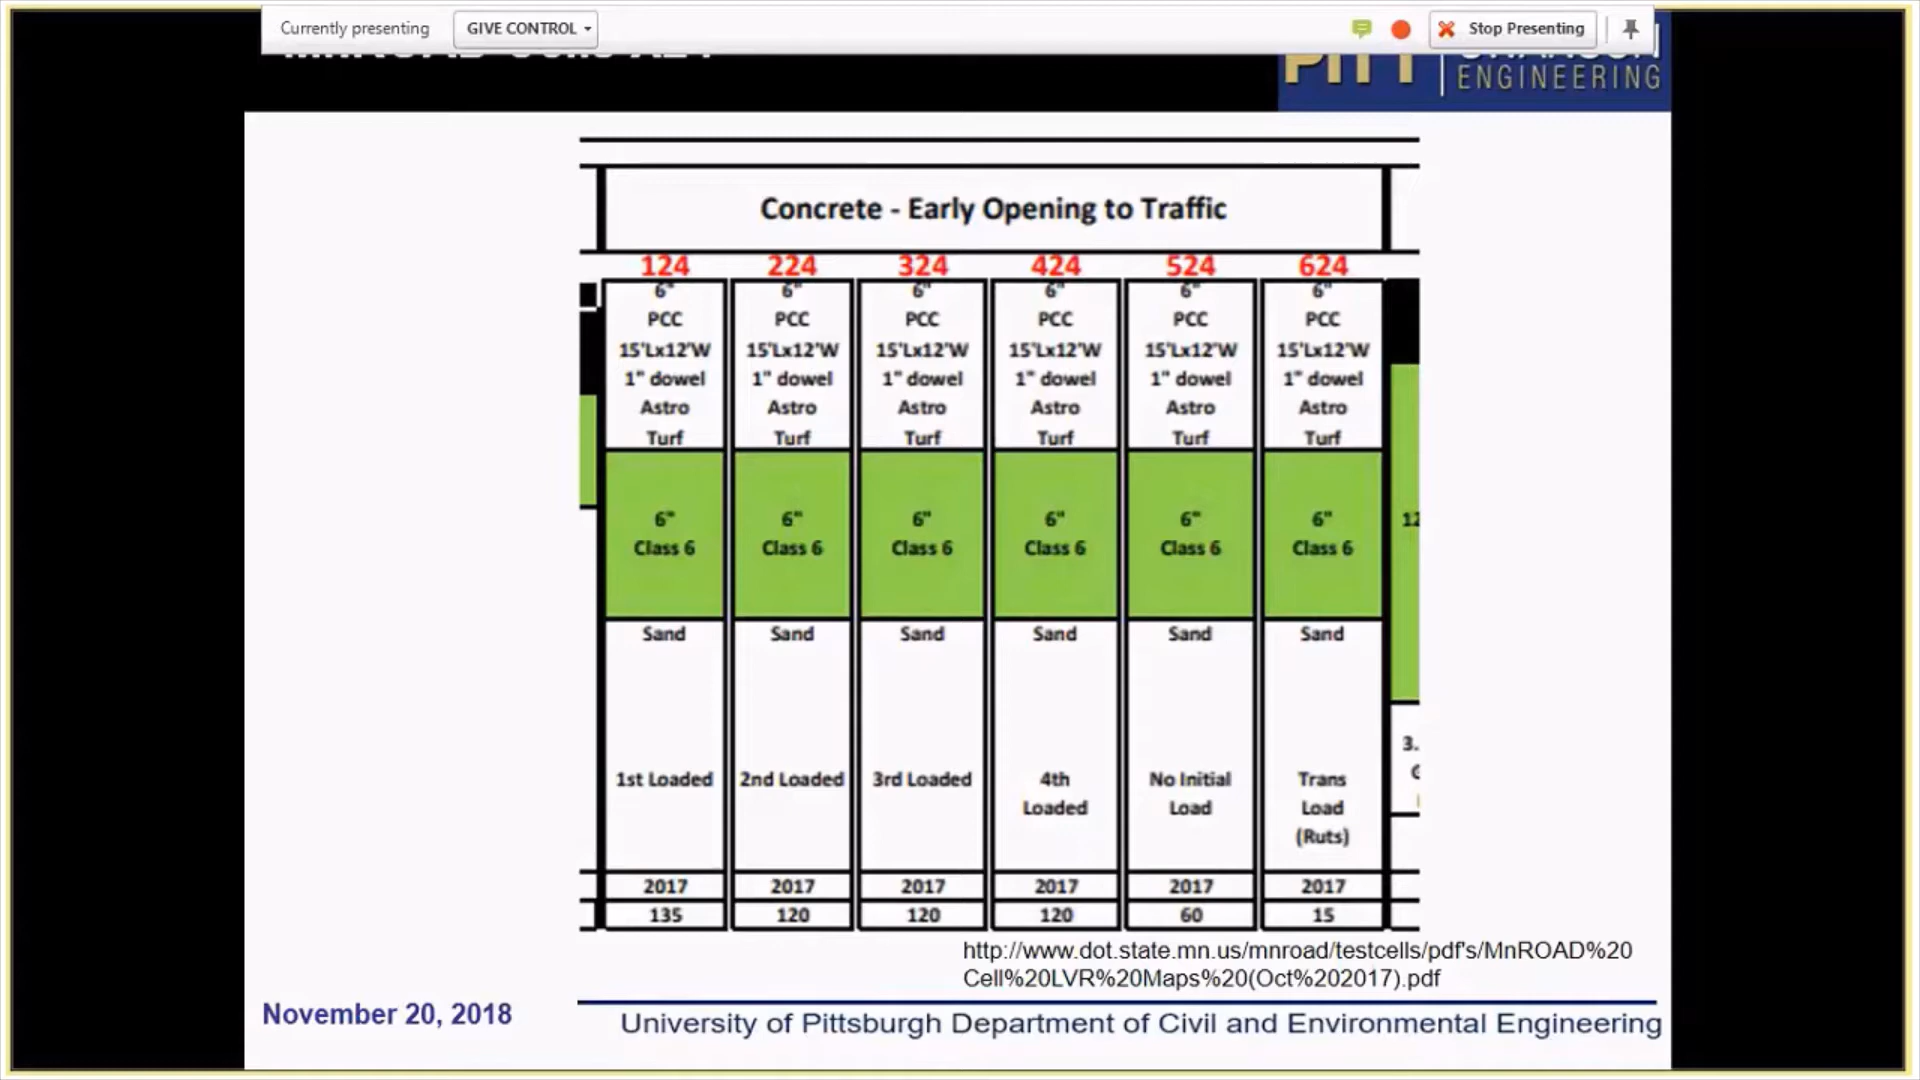 Currently presenting GIVE CONTROL Stop Presenting
ENGINEERING
Concrete - Early Opening to Traffic
124 224 324 424 524 624
6" 6" 6" 6" 6" 6"
PCC PCC PCC PCC PCC PCC
15'Lx12'W 15'Lx12'W 15'Lx12'W 15'Lx12'W 15'Lx12'W 15'Lx12'W
1" dowel 1" dowel 1" dowel 1" dowel 1" dowel 1" dowel
Astro Astro Astro Astro Astro Astro
Turf Turf Turf Turf Turf Turf
6" 6" 6" 6" 6" 6" 12
Class 6 Class 6 Class 6 Class 6 Class 6 Class 6
Sand Sand Sand Sand Sand Sand
3.
1st Loaded 2nd Loaded 3rd Loaded 4th No Initial Trans
Loaded Load Load
(Ruts)
2017 2017 2017 2017 2017 2017
135 120 120 120 60 15
http://www.dot.state.mn.us/mnroad/testcells/pdf's/MnROAD%20
Cell%20LVR%20Maps%20(Oct%202017).pdf
November 20, 2018
University of Pittsburgh Department of Civil and Environmental Engineering